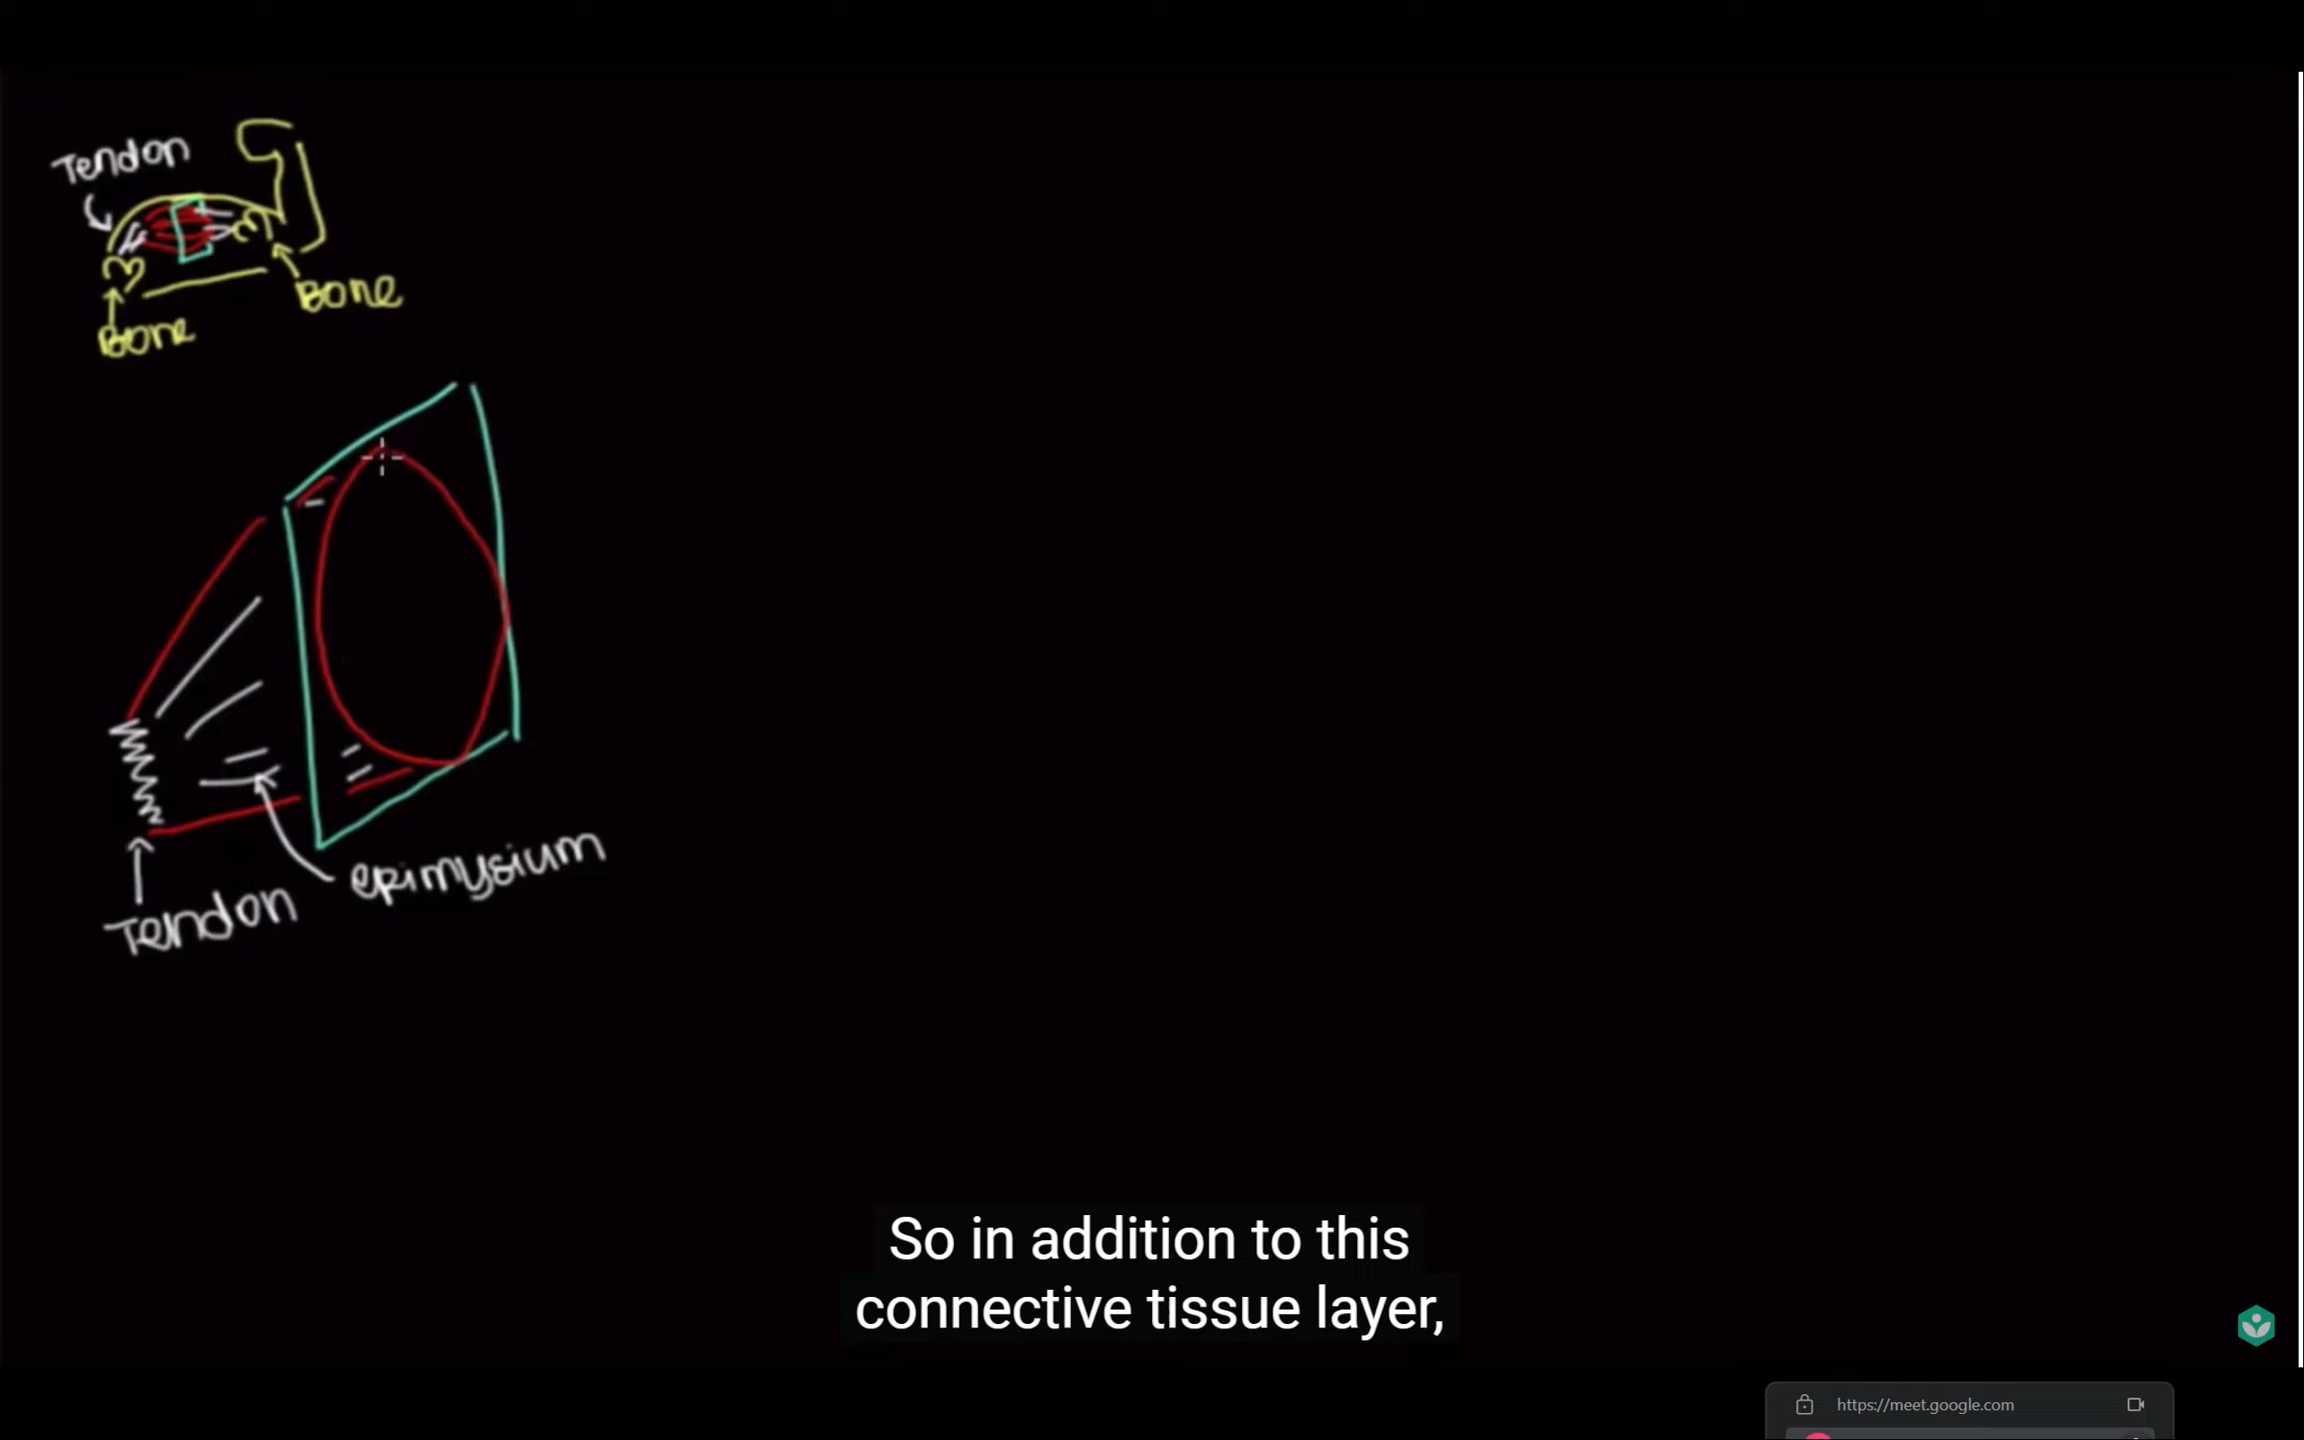 Tendon
Bone
Bone
epimysium
Tendon
So in addition to this
connective tissue layer,
https://meet.google.com